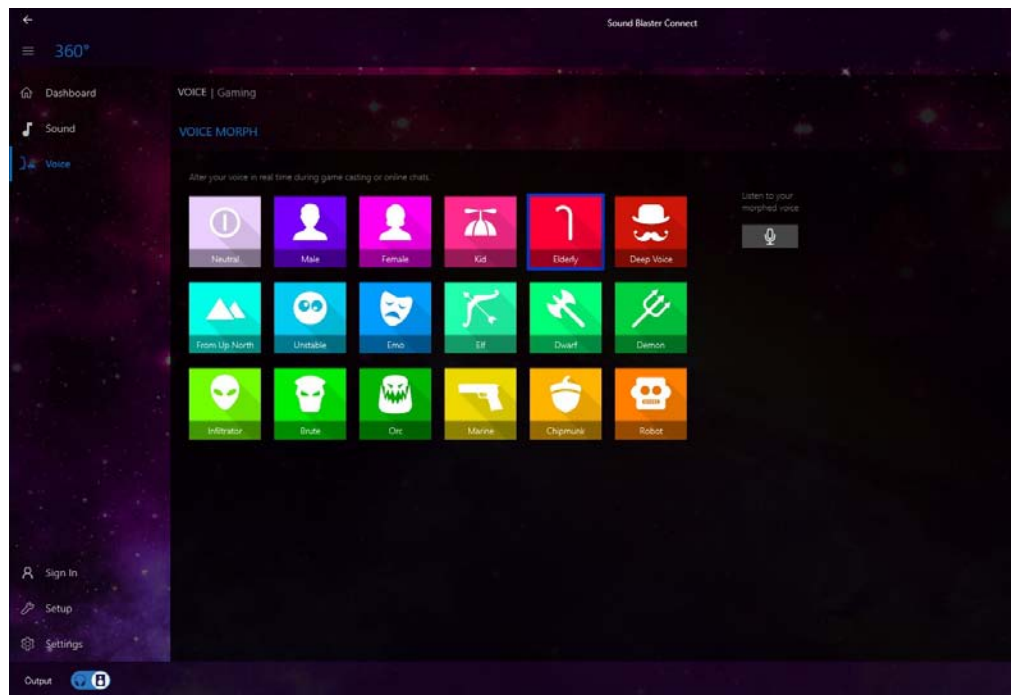 Sound Blaster Connect
360°
Dashboard
Sound
Voice
VOICE | Gaming
VOICE MORPH
Alter your voice in real time during game casting or online chats.
Listen to your
morphed voice
Neutral
Male
Female
Kid
Elderly
Deep Voice
From Up North
Unstable
Emo
Elf
Dwarf
Demon
Infiltrator
Brute
Orc
Marine
Chipmunk
Robot
Sign In
Setup
Settings
Output